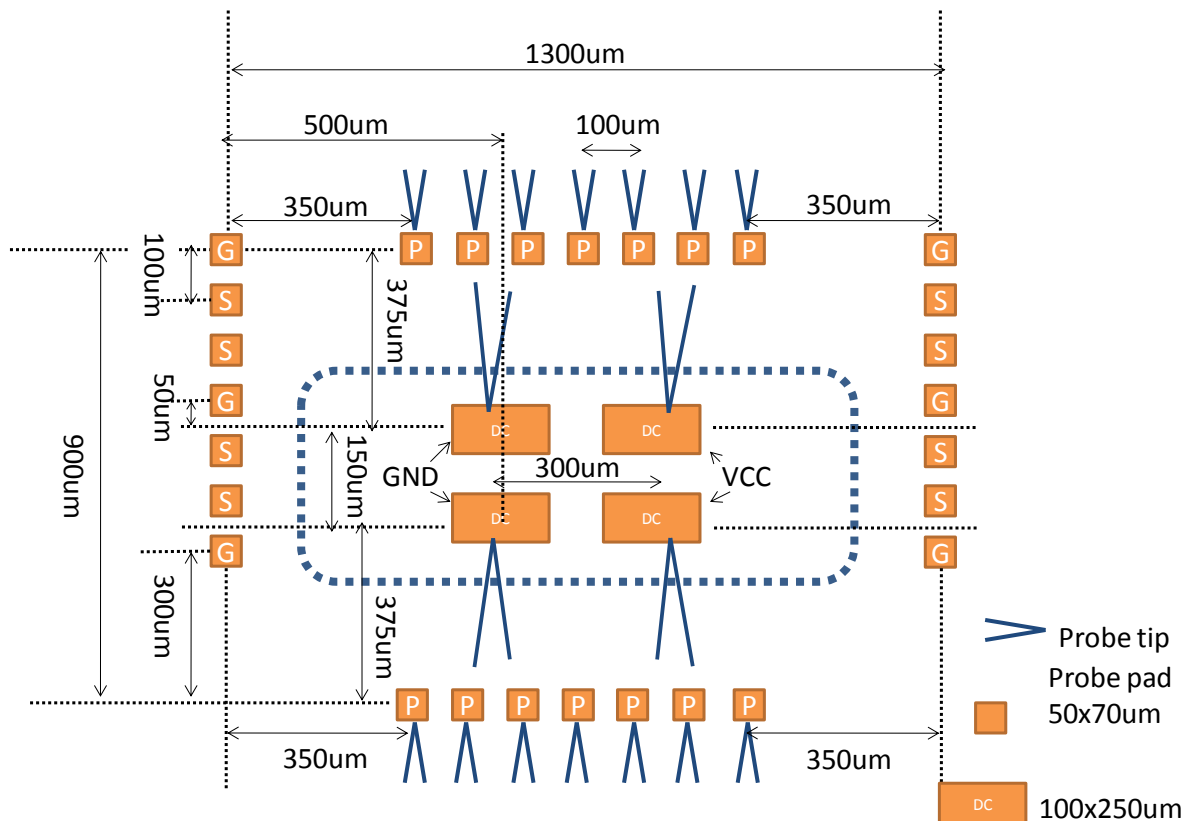 1300um
500um
100um
350um
350um
G
P
P
P
P
P
P
P
G
100um
375um
S
S
S
S
50um
G
G
900um
DC
DC
150um
S
GND
300um
VCC
S
S
DC
DC
S
G
G
300um
375um
Probe tip
Probe pad
50x70um
P
P
P
P
P
P
P
350um
350um
DC
100x250um